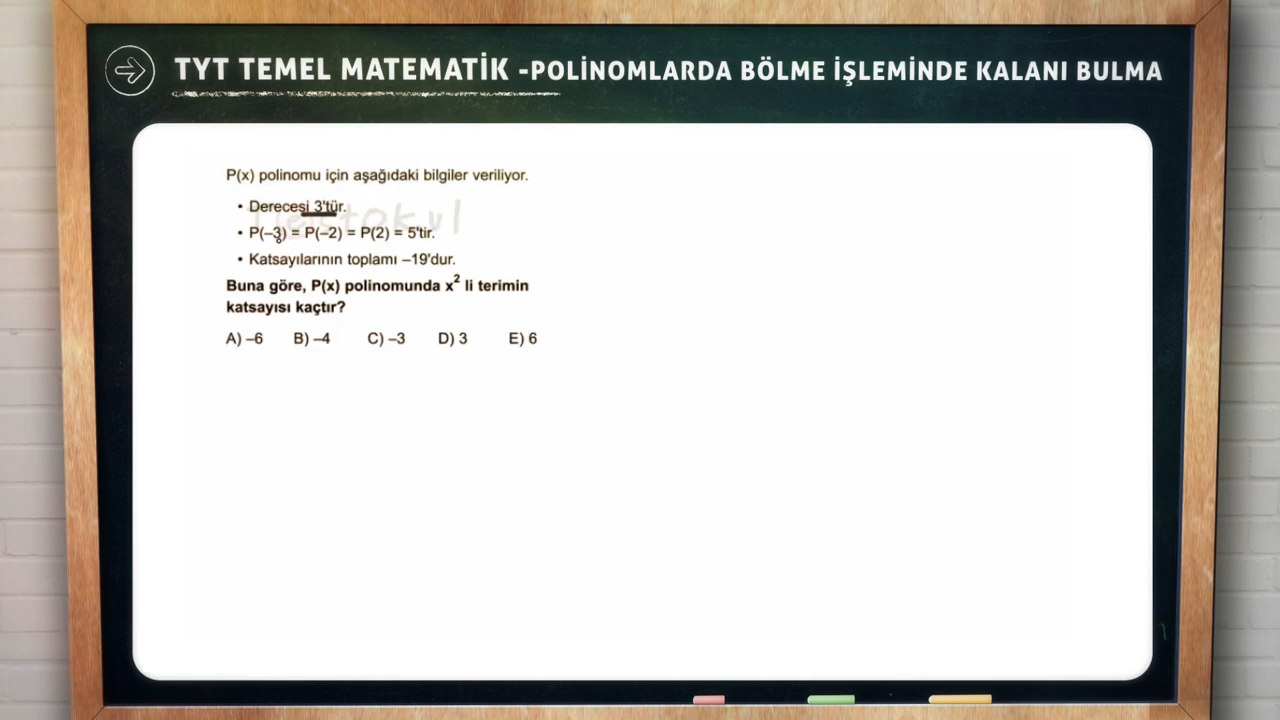 TYT TEMEL MATEMATİK -POLİNOMLARDA BÖLME İŞLEMİNDE KALANI BULMA
P(x) polinomu için aşağıdaki bilgiler veriliyor.
• Derecesi 3'tür.
• P(–3) = P(–2) = P(2) = 5'tir.
• Katsayılarının toplamı –19'dur.
Buna göre, P(x) polinomunda x² li terimin
katsayısı kaçtır?
A) –6 B) –4 C) –3 D) 3 E) 6